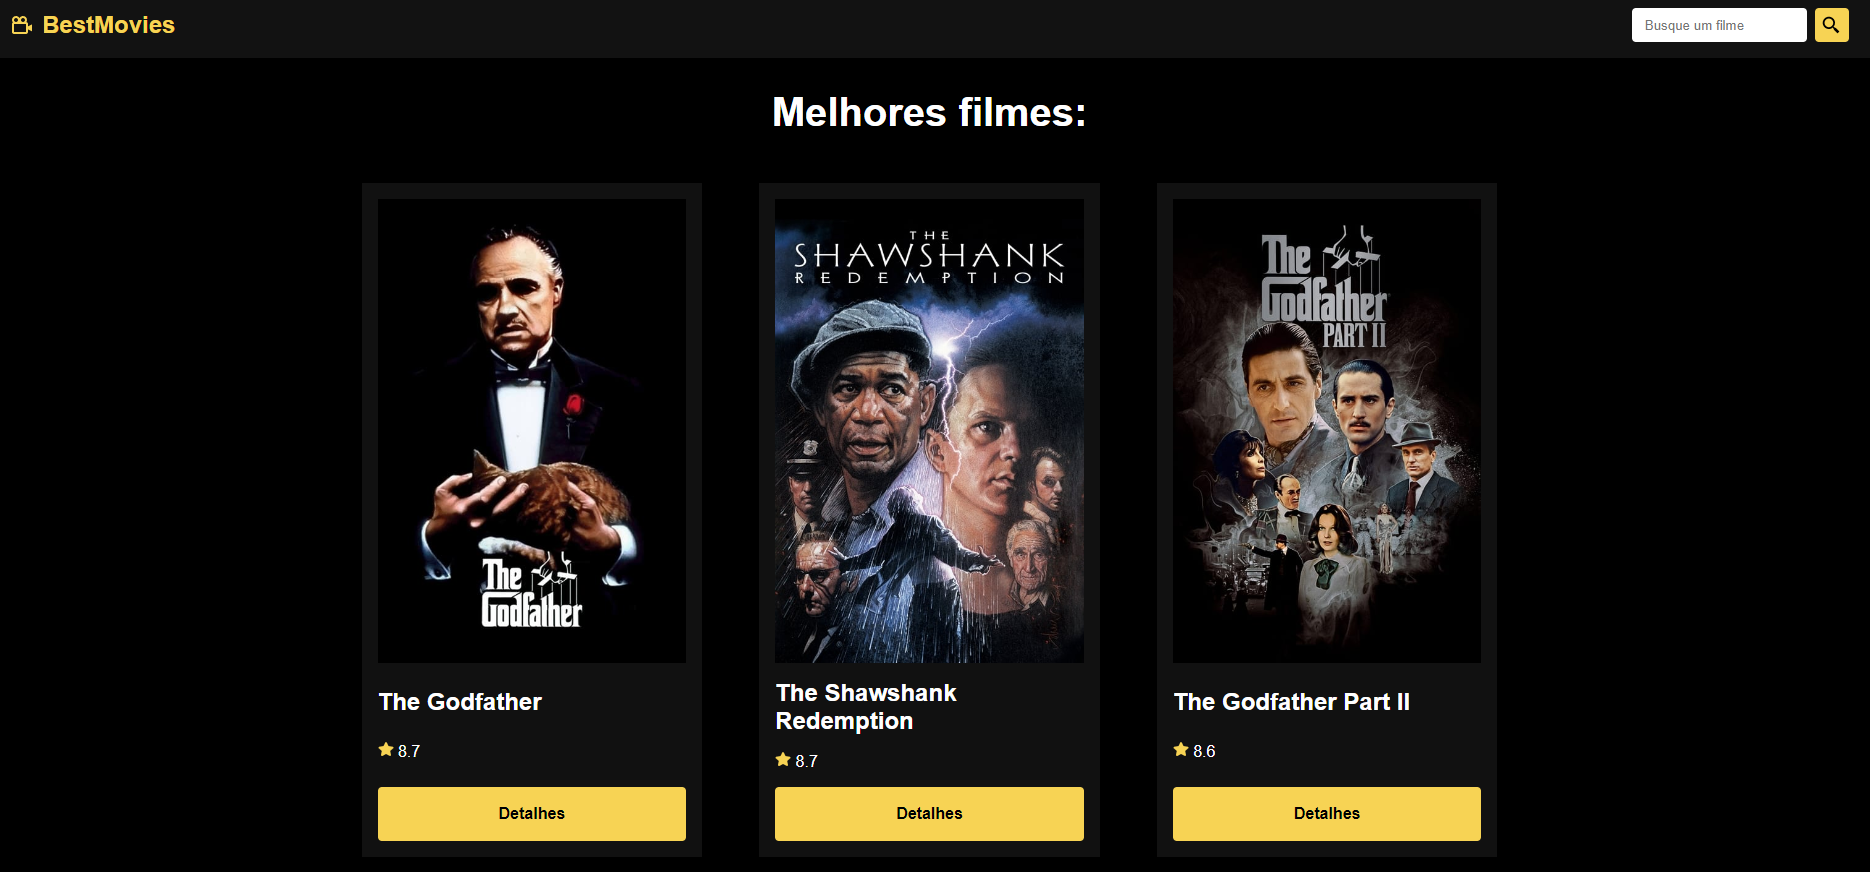 BestMovies
Busque um filme
Melhores filmes:
The
Godfather
THE
SHAWSHANK
REDEMPTION
The
Godfather
PART II
The Godfather
The Shawshank
Redemption
The Godfather Part II
8.7
8.7
8.6
Detalhes
Detalhes
Detalhes